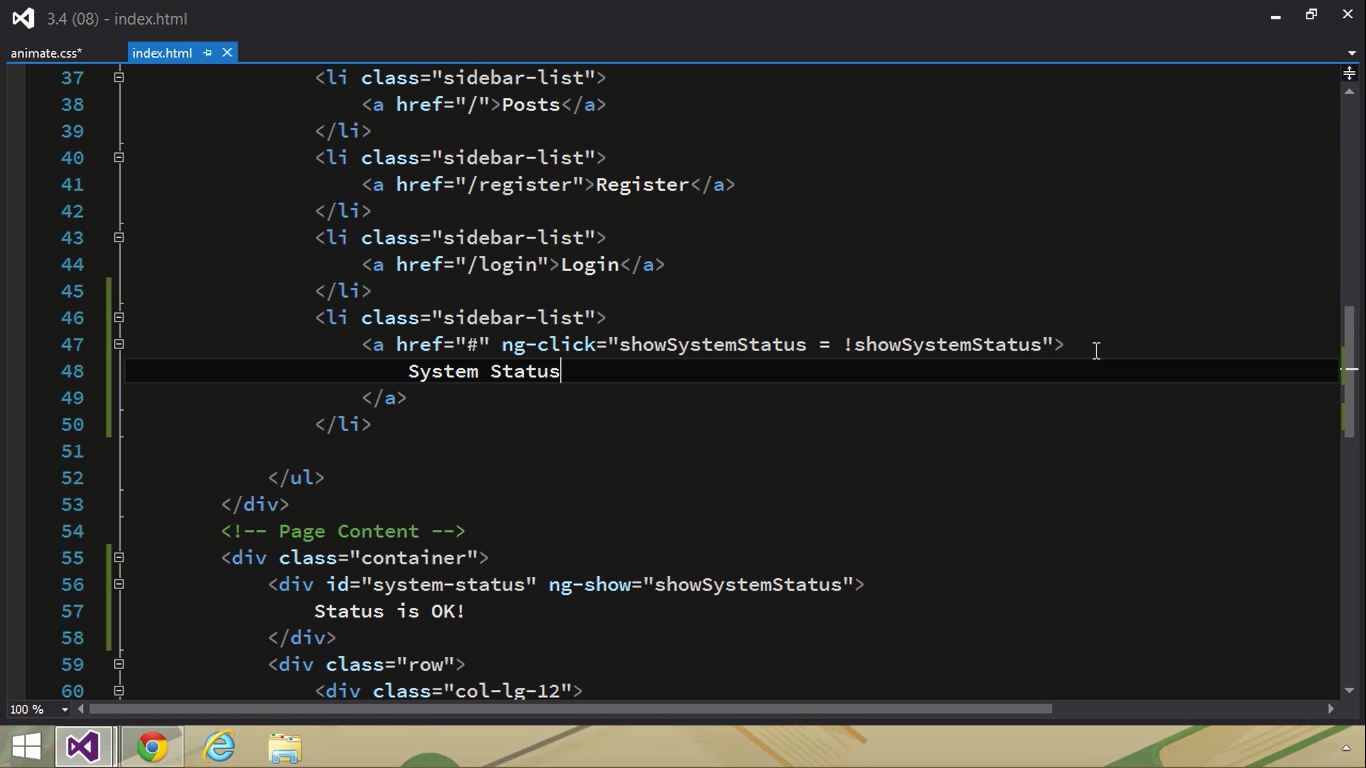 3.4 (08) - index.html
animate.css* index.html
37 <li class="sidebar-list">
38 <a href="/">Posts</a>
39 </li>
40 <li class="sidebar-list">
41 <a href="/register">Register</a>
42 </li>
43 <li class="sidebar-list">
44 <a href="/login">Login</a>
45 </li>
46 <li class="sidebar-list">
47 <a href="#" ng-click="showSystemStatus = !showSystemStatus">
48 System Status
49 </a>
50 </li>
51
52 </ul>
53 </div>
54 <!-- Page Content -->
55 <div class="container">
56 <div id="system-status" ng-show="showSystemStatus">
57 Status is OK!
58 </div>
59 <div class="row">
60 <div class="col-lg-12">
100 %